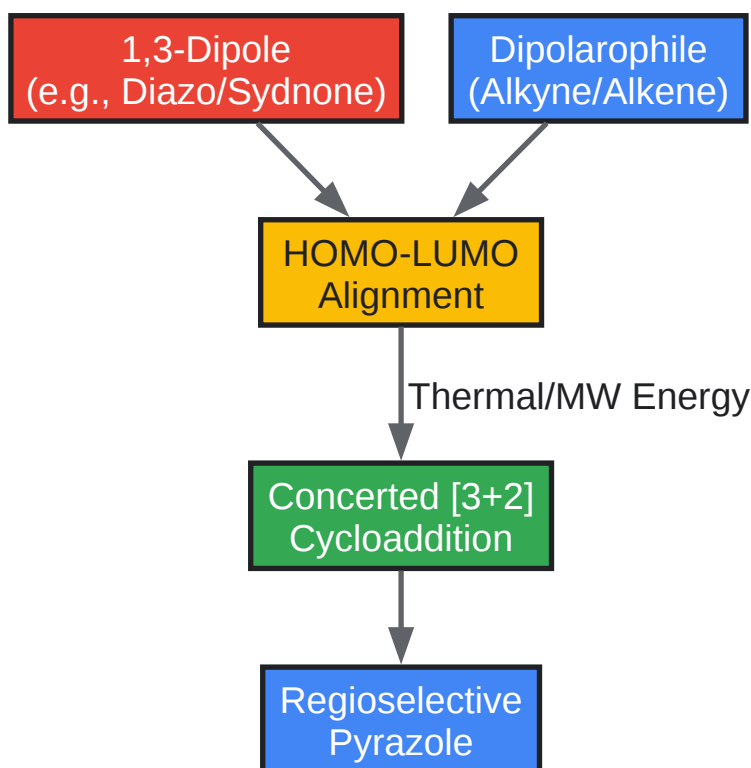 1,3-Dipole
(e.g., Diazo/Sydnone)
Dipolarophile
(Alkyne/Alkene)
HOMO-LUMO
Alignment
Thermal/MW Energy
Concerted [3+2]
Cycloaddition
Regioselective
Pyrazole